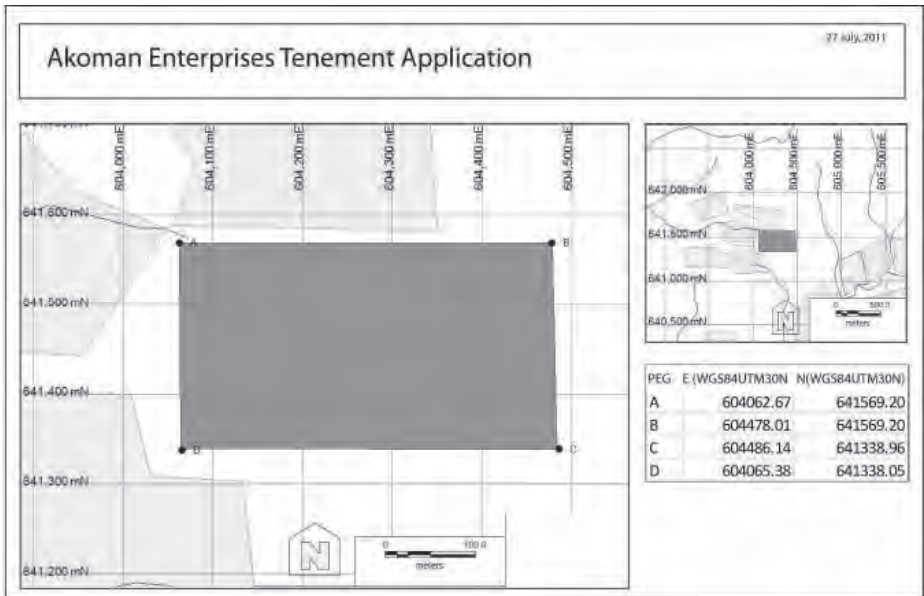 Akoman Enterprises Tenement Application
27 July, 2011
604,000 mE
604,100 mE
604,200 mE
604,300 mE
604,400 mE
604,500 mE
641,600 mN
A
B
641,500 mN
641,400 mN
D
C
641,300 mN
N
0 100.0
meters
641,200 mN
604,000 mE
604,500 mE
605,000 mE
605,500 mE
642,000 mN
641,500 mN
641,000 mN
640,500 mN
N
0 500.0
meters
PEG E (WGS84UTM30N N(WGS84UTM30N)
A 604062.67 641569.20
B 604478.01 641569.20
C 604486.14 641338.96
D 604065.38 641338.05